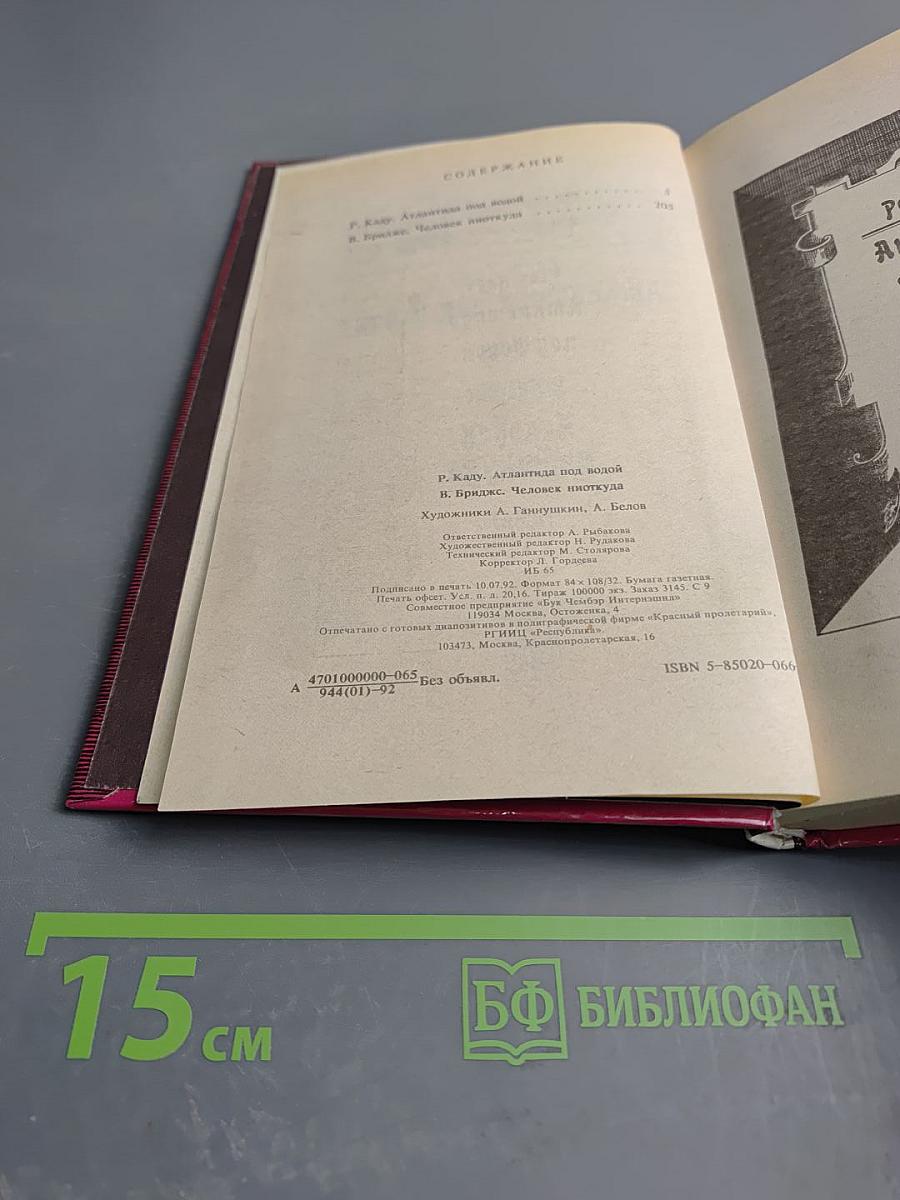 СОДЕРЖАНИЕ
Р. Каду. Атлантида под водой . . . . . . . . . . . . 4
В. Бриджс. Человек ниоткуда . . . . . . . . . . . 205
Р. Каду. Атлантида под водой
В. Бриджс. Человек ниоткуда
Художники А. Ганнушкин, А. Белов
Ответственный редактор А. Рыбакова
Художественный редактор Н. Рудакова
Технический редактор М. Столярова
Корректор Л. Гордеева
ИБ 65
Подписано в печать 10.07.92. Формат 84×108/32. Бумага газетная.
Печать офсет. Усл. п. л. 20,16. Тираж 100000 экз. Заказ 3145. С 9
Совместное предприятие «Бук Чембэр Интернэшнл»
119034 Москва, Остоженка, 4
Отпечатано с готовых диапозитивов в полиграфической фирме «Красный пролетарий»,
РГИИЦ «Республика».
103473, Москва, Краснопролетарская, 16
А 4701000000–065
944(01)–92 Без объявл.
ISBN 5–85020–066
15 см
БФ БИБЛИОФАН